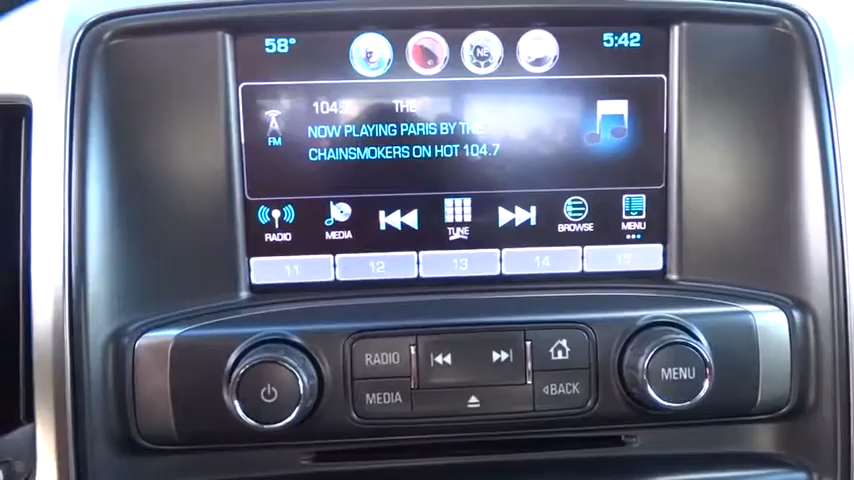 58° NE 5:42
104.7 THE
FM NOW PLAYING PARIS BY THE
CHAINSMOKERS ON HOT 104.7
RADIO MEDIA TUNE BROWSE MENU
11 12 13 14 15
RADIO
MEDIA BACK
MENU